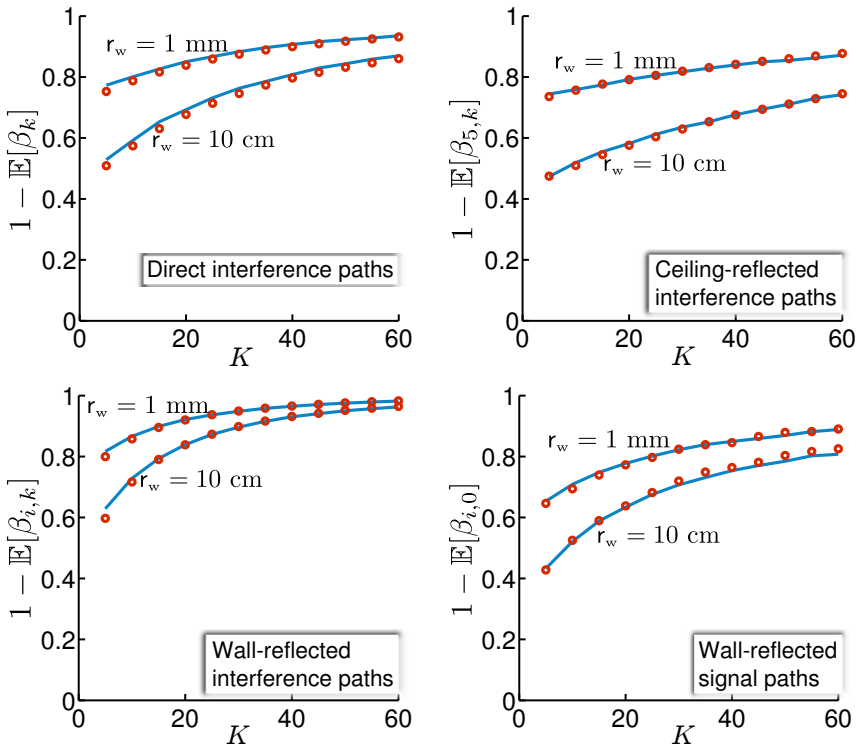 1
0.8
0.6
0.4
0.2
0
0 20 40 60
K
1 − 𝔼[β_k]
r_w = 1 mm
r_w = 10 cm
Direct interference paths
1
0.8
0.6
0.4
0.2
0
0 20 40 60
K
1 − 𝔼[β_{5,k}]
r_w = 1 mm
r_w = 10 cm
Ceiling-reflected
interference paths
1
0.8
0.6
0.4
0.2
0
0 20 40 60
K
1 − 𝔼[β_{i,k}]
r_w = 1 mm
r_w = 10 cm
Wall-reflected
interference paths
1
0.8
0.6
0.4
0.2
0
0 20 40 60
K
1 − 𝔼[β_{i,0}]
r_w = 1 mm
r_w = 10 cm
Wall-reflected
signal paths